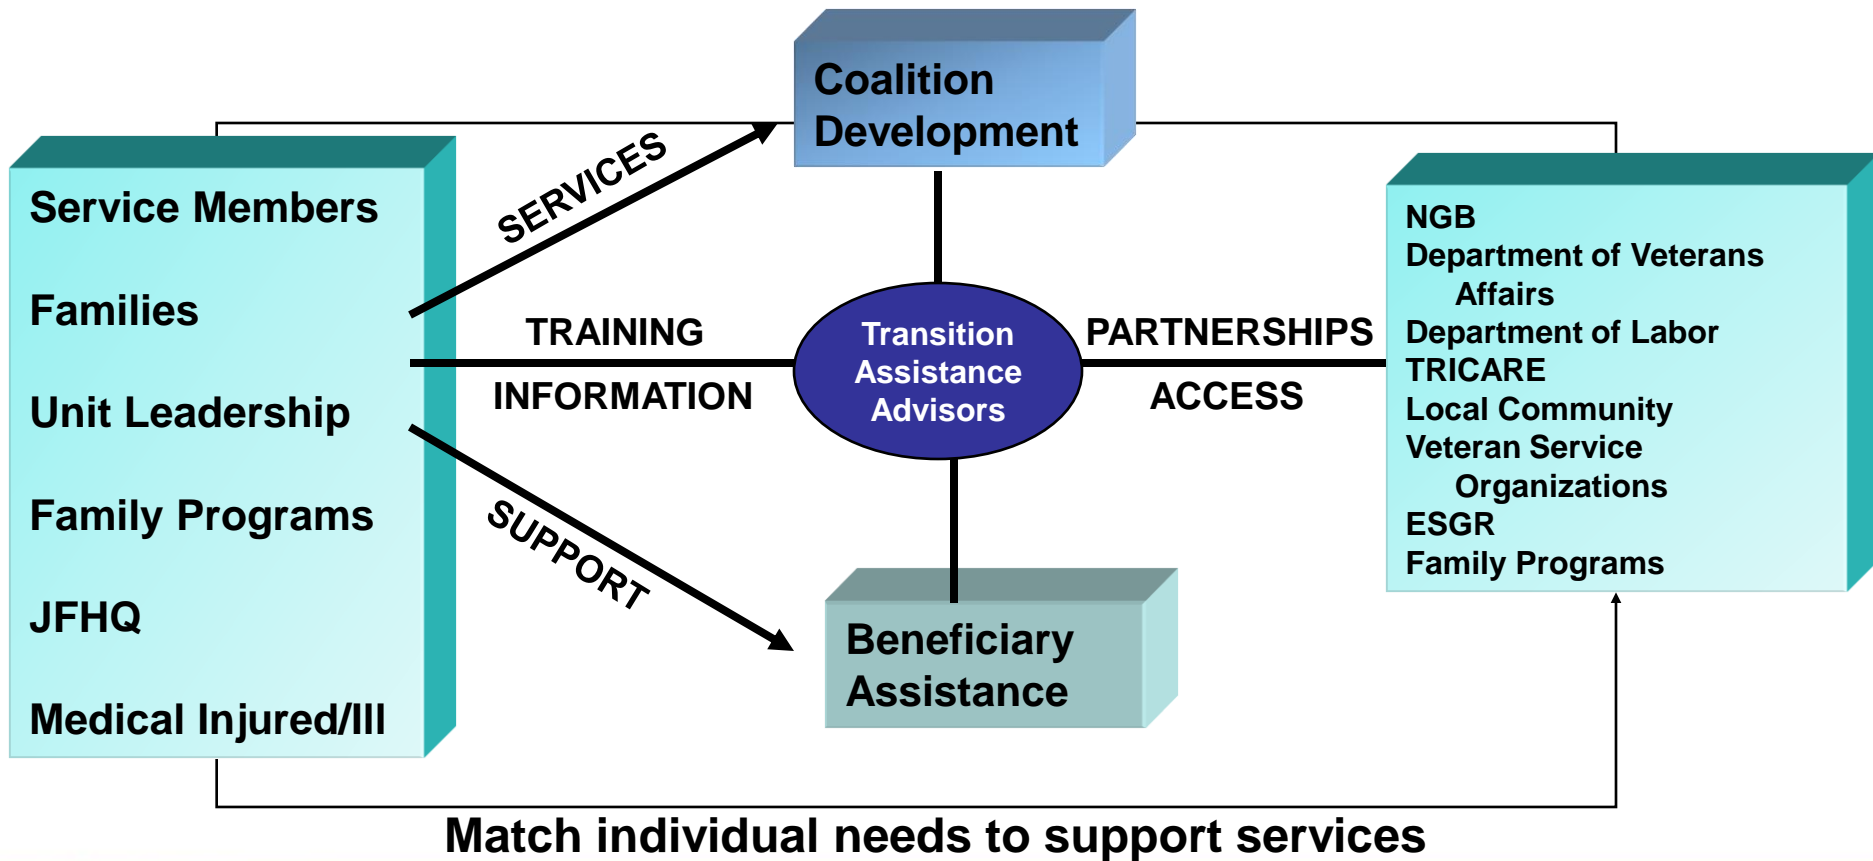 Coalition
Development
SERVICES
Service Members
Families
Unit Leadership
Family Programs
JFHQ
Medical Injured/Ill
TRAINING
INFORMATION
SUPPORT
Transition
Assistance
Advisors
PARTNERSHIPS
ACCESS
Beneficiary
Assistance
NGB
Department of Veterans
Affairs
Department of Labor
TRICARE
Local Community
Veteran Service
Organizations
ESGR
Family Programs
Match individual needs to support services